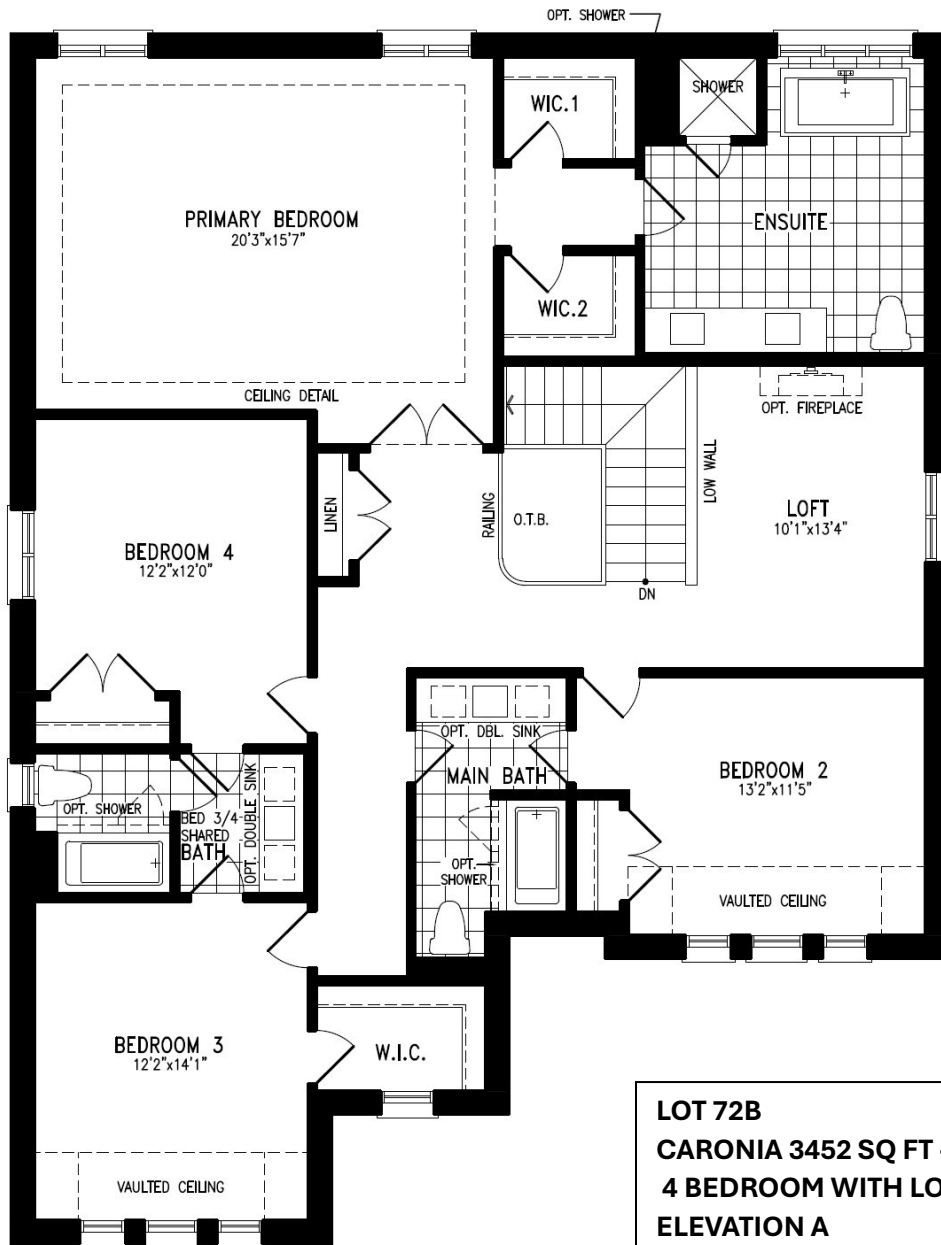 OPT. SHOWER
WIC.1
SHOWER
PRIMARY BEDROOM
20'3"x15'7"
ENSUITE
WIC.2
CEILING DETAIL
OPT. FIREPLACE
LINEN
RAILING
O.T.B.
LOW WALL
LOFT
10'1"x13'4"
BEDROOM 4
12'2"x12'0"
DN
OPT. DBL. SINK
MAIN BATH
BEDROOM 2
13'2"x11'5"
OPT. SHOWER
BED 3/4
SHARED
BATH
OPT. DOUBLE SINK
OPT.
SHOWER
VAULTED CEILING
BEDROOM 3
12'2"x14'1"
W.I.C.
VAULTED CEILING
LOT 72B
CARONIA 3452 SQ FT
4 BEDROOM WITH LO
ELEVATION A